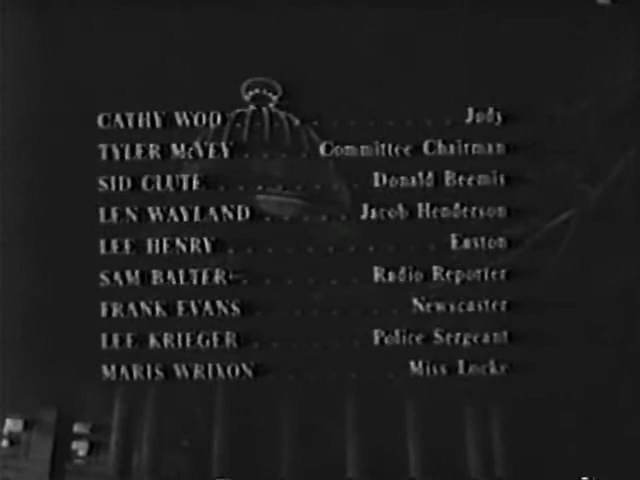 CATHY WOD . . . . . . . . . . . Judy
TYLER McVEY . . . . Committee Chairman
SID CLUTE . . . . . . . . . Donald Beemis
LEN WAYLAND . . . . . . Jacob Henderson
LEE HENRY . . . . . . . . . . . . Easton
SAM BALTER . . . . . . . Radio Reporter
FRANK EVANS . . . . . . . . Newscaster
LEE KRIEGER . . . . . . Police Sergeant
MARIS WRIXON . . . . . . . Miss Locke